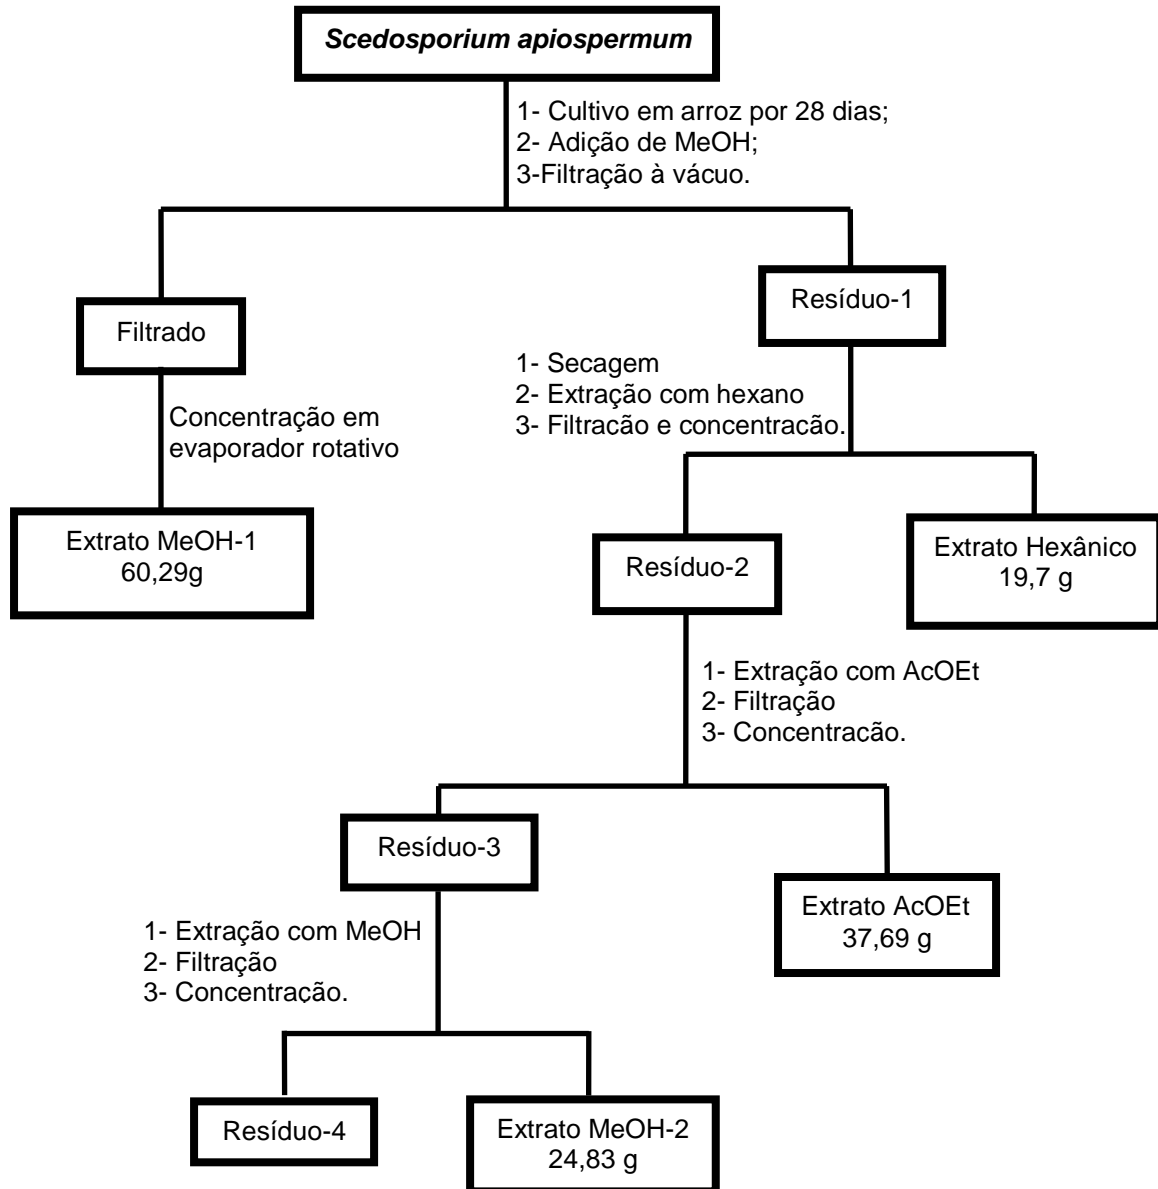 Scedosporium apiospermum
1- Cultivo em arroz por 28 dias;
2- Adição de MeOH;
3-Filtração à vácuo.
Filtrado
Resíduo-1
Concentração em
evaporador rotativo
1- Secagem
2- Extração com hexano
3- Filtracão e concentracão.
Extrato MeOH-1
60,29g
Resíduo-2
Extrato Hexânico
19,7 g
1- Extração com AcOEt
2- Filtração
3- Concentracão.
Resíduo-3
Extrato AcOEt
37,69 g
1- Extração com MeOH
2- Filtração
3- Concentração.
Resíduo-4
Extrato MeOH-2
24,83 g